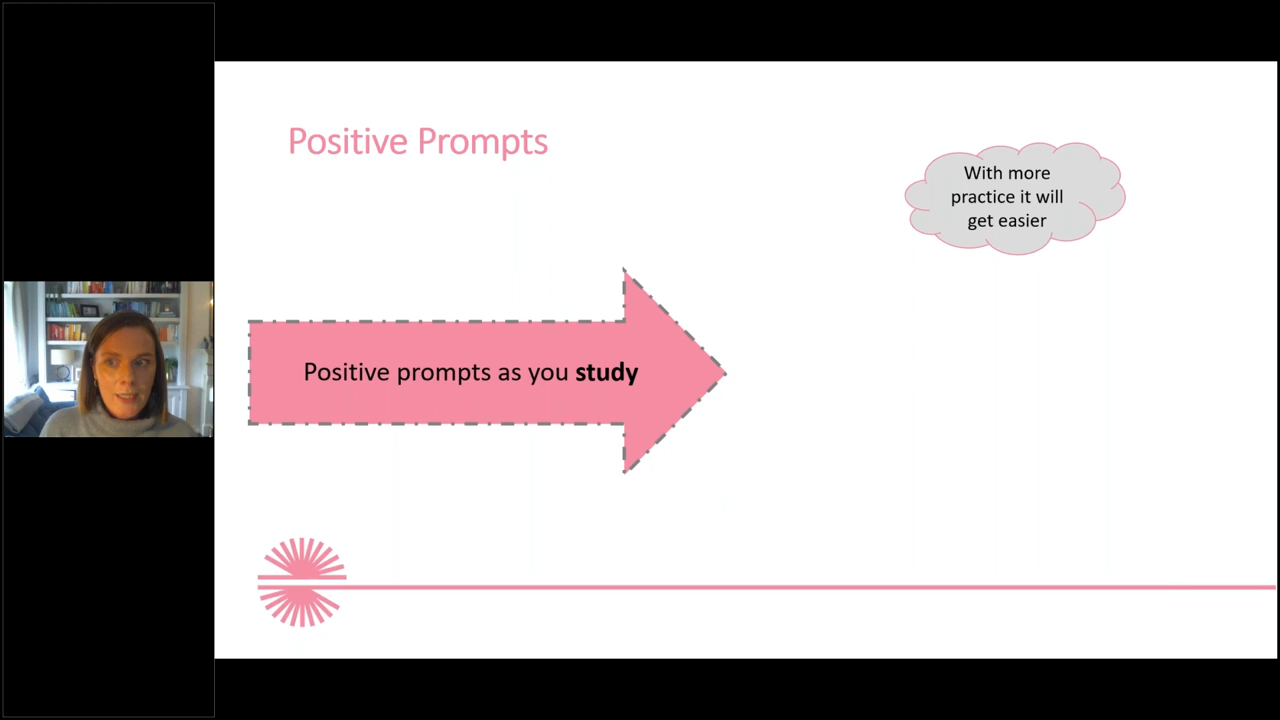 Positive Prompts
With more
practice it will
get easier
Positive prompts as you study